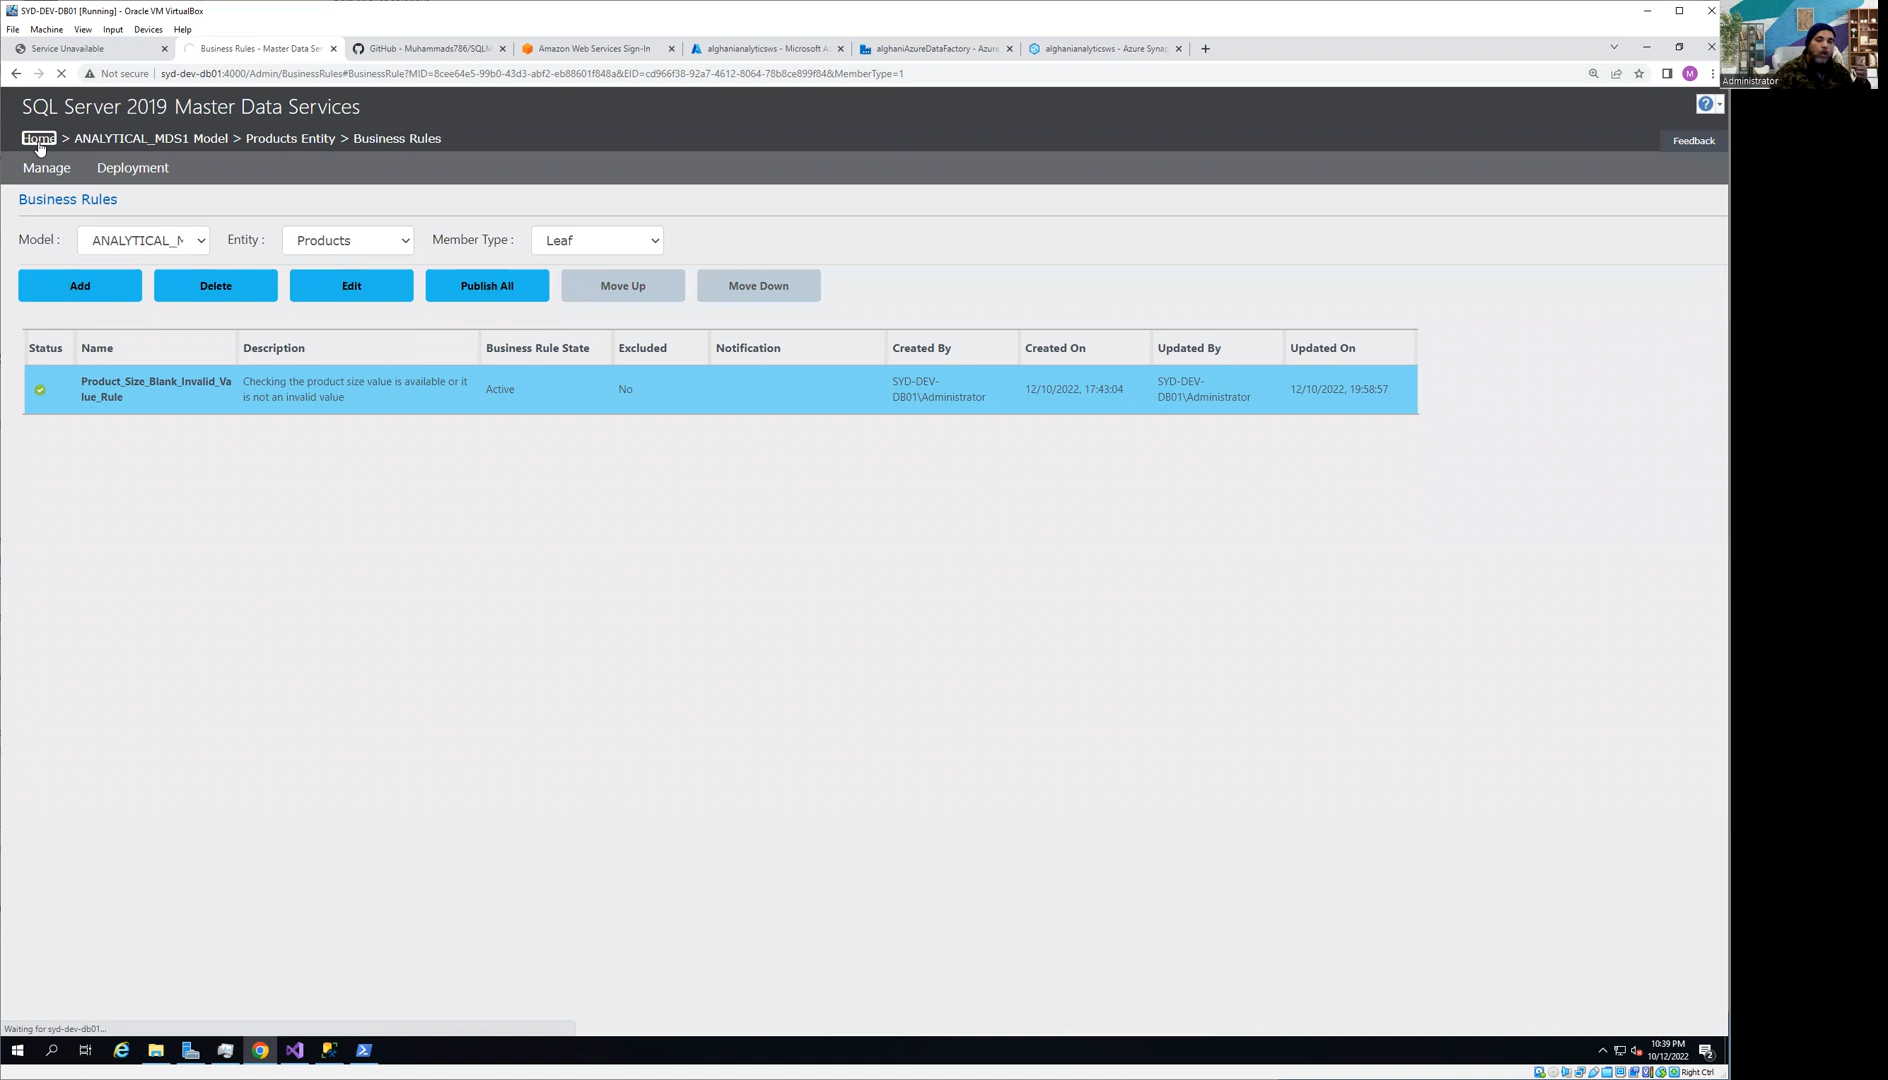 SYD-DEV-DB01 [Running] - Oracle VM VirtualBox
File Machine View Input Devices Help
Service Unavailable
Business Rules - Master Data Ser
GitHub - Muhammads786/SQLM
Amazon Web Services Sign-In
alghanianalyticsws - Microsoft A
alghaniAzureDataFactory - Azure
alghanianalyticsws - Azure Synap
Not secure syd-dev-db01:4000/Admin/BusinessRules#BusinessRule?MID=8cee64e5-99b0-43d3-abf2-eb88601f848a&EID=cd966f38-92a7-4612-8064-78b8ce899f84&MemberType=1
M
Administrator
SQL Server 2019 Master Data Services
Home > ANALYTICAL_MDS1 Model > Products Entity > Business Rules
Feedback
Manage Deployment
Business Rules
Model : ANALYTICAL_M Entity : Products Member Type : Leaf
Add Delete Edit Publish All Move Up Move Down
Status Name Description Business Rule State Excluded Notification Created By Created On Updated By Updated On
Product_Size_Blank_Invalid_Va
lue_Rule
Checking the product size value is available or it
is not an invalid value
Active
No
SYD-DEV-
DB01\Administrator
12/10/2022, 17:43:04
SYD-DEV-
DB01\Administrator
12/10/2022, 19:58:57
Waiting for syd-dev-db01...
10:39 PM
10/12/2022
2
Right Ctrl